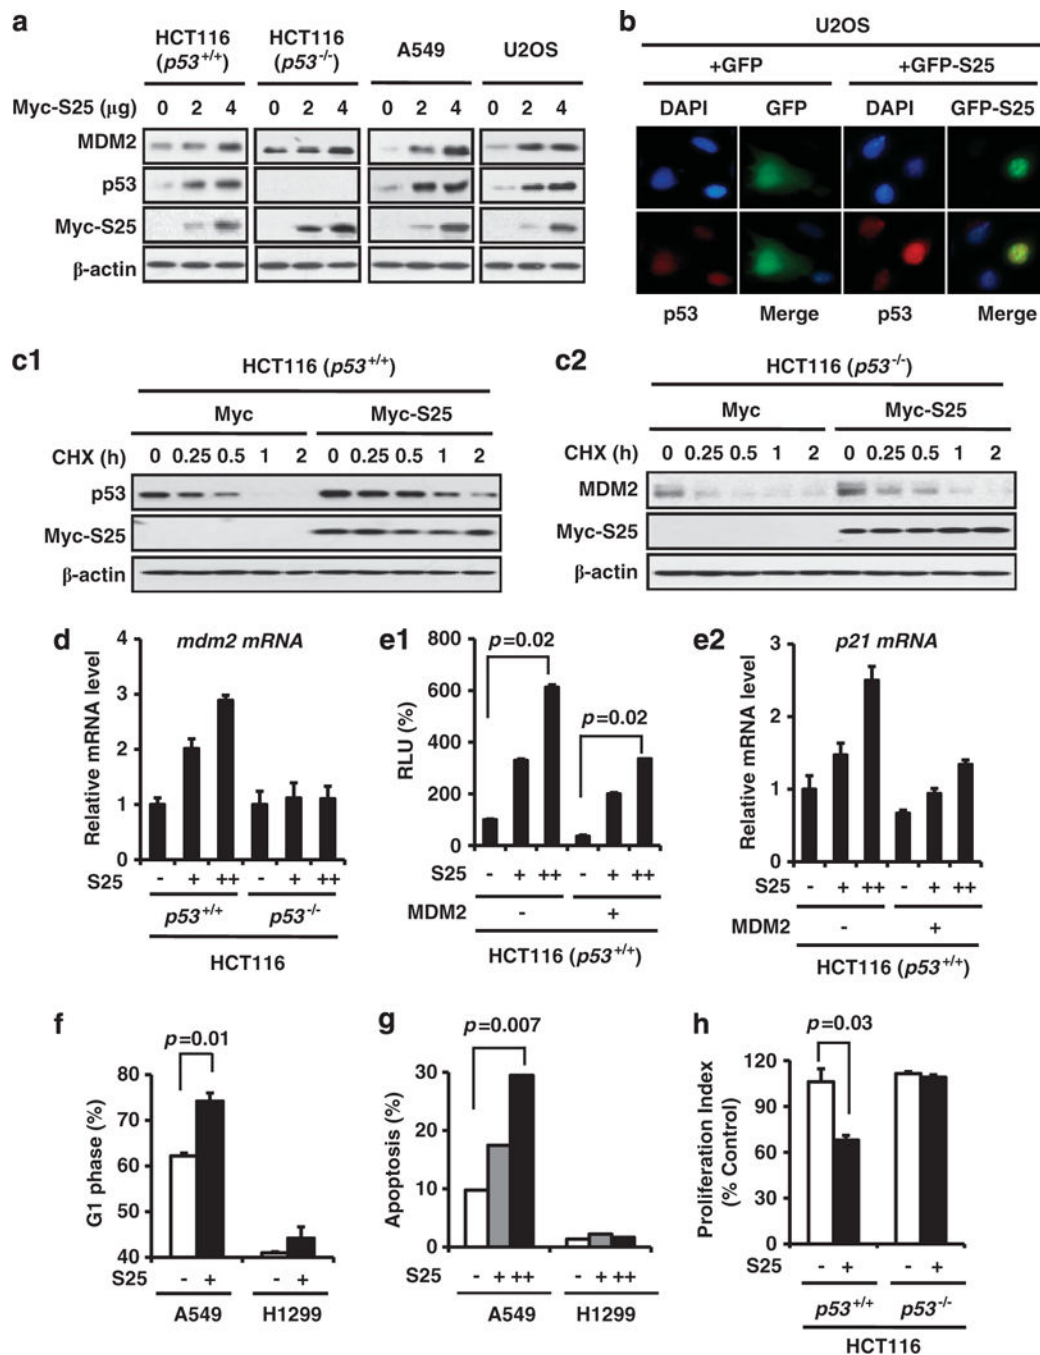 a
HCT116 (p53+/+) HCT116 (p53-/-) A549 U2OS
Myc-S25 (μg) 0 2 4 0 2 4 0 2 4 0 2 4
MDM2
p53
Myc-S25
β-actin
b
U2OS
+GFP +GFP-S25
DAPI GFP DAPI GFP-S25
p53 Merge p53 Merge
c1
HCT116 (p53+/+)
Myc Myc-S25
CHX (h) 0 0.25 0.5 1 2 0 0.25 0.5 1 2
p53
Myc-S25
β-actin
c2
HCT116 (p53-/-)
Myc Myc-S25
CHX (h) 0 0.25 0.5 1 2 0 0.25 0.5 1 2
MDM2
Myc-S25
β-actin
d
mdm2 mRNA
Relative mRNA level
4
3
2
1
0
S25 - + ++ - + ++
p53+/+ p53-/-
HCT116
e1
RLU (%)
800
600
400
200
0
p=0.02
p=0.02
S25 - + ++ - + ++
MDM2 - +
HCT116 (p53+/+)
e2
p21 mRNA
Relative mRNA level
3
2
1
0
S25 - + ++ - + ++
MDM2 - +
HCT116 (p53+/+)
f
p=0.01
G1 phase (%)
80
70
60
50
40
S25 - + - +
A549 H1299
g
p=0.007
Apoptosis (%)
30
20
10
0
S25 - + ++ - + ++
A549 H1299
h
p=0.03
Proliferation Index
(% Control)
120
90
60
30
0
S25 - + - +
p53+/+ p53-/-
HCT116